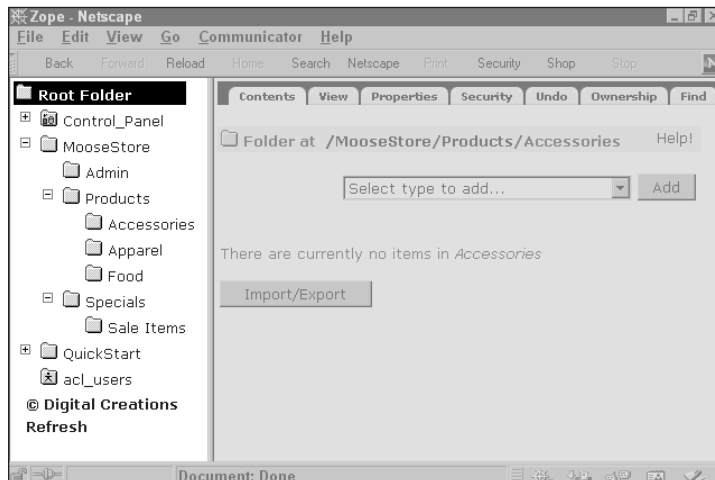 Zope - Netscape
File Edit View Go Communicator Help
Back Forward Reload Home Search Netscape Print Security Shop Stop
Root Folder
Contents View Properties Security Undo Ownership Find
Control_Panel
Folder at /MooseStore/Products/Accessories Help!
MooseStore
Admin
Select type to add... Add
Products
Accessories
Apparel
There are currently no items in Accessories
Food
Import/Export
Specials
Sale Items
QuickStart
acl_users
© Digital Creations
Refresh
Document: Done